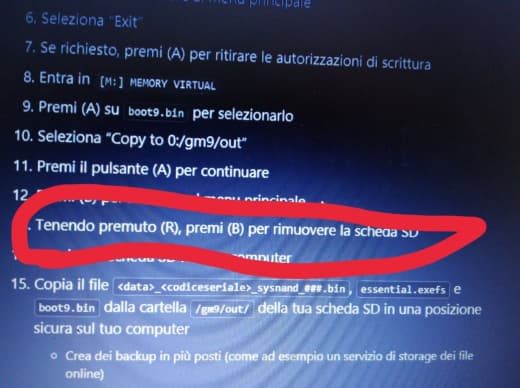 menu principale
6. Seleziona "Exit"
7. Se richiesto, premi (A) per ritirare le autorizzazioni di scrittura
8. Entra in [M:] MEMORY VIRTUAL
9. Premi (A) su boot9.bin per selezionarlo
10. Seleziona "Copy to 0:/gm9/out"
11. Premi il pulsante (A) per continuare
12. menu principale
. Tenendo premuto (R), premi (B) per rimuovere la scheda SD
computer
15. Copia il file <data>_<codiceseriale>_sysnand_###.bin, essential.exefs e
boot9.bin dalla cartella /gm9/out/ della tua scheda SD in una posizione
sicura sul tuo computer
Crea dei backup in più posti (come ad esempio un servizio di storage dei file
online)